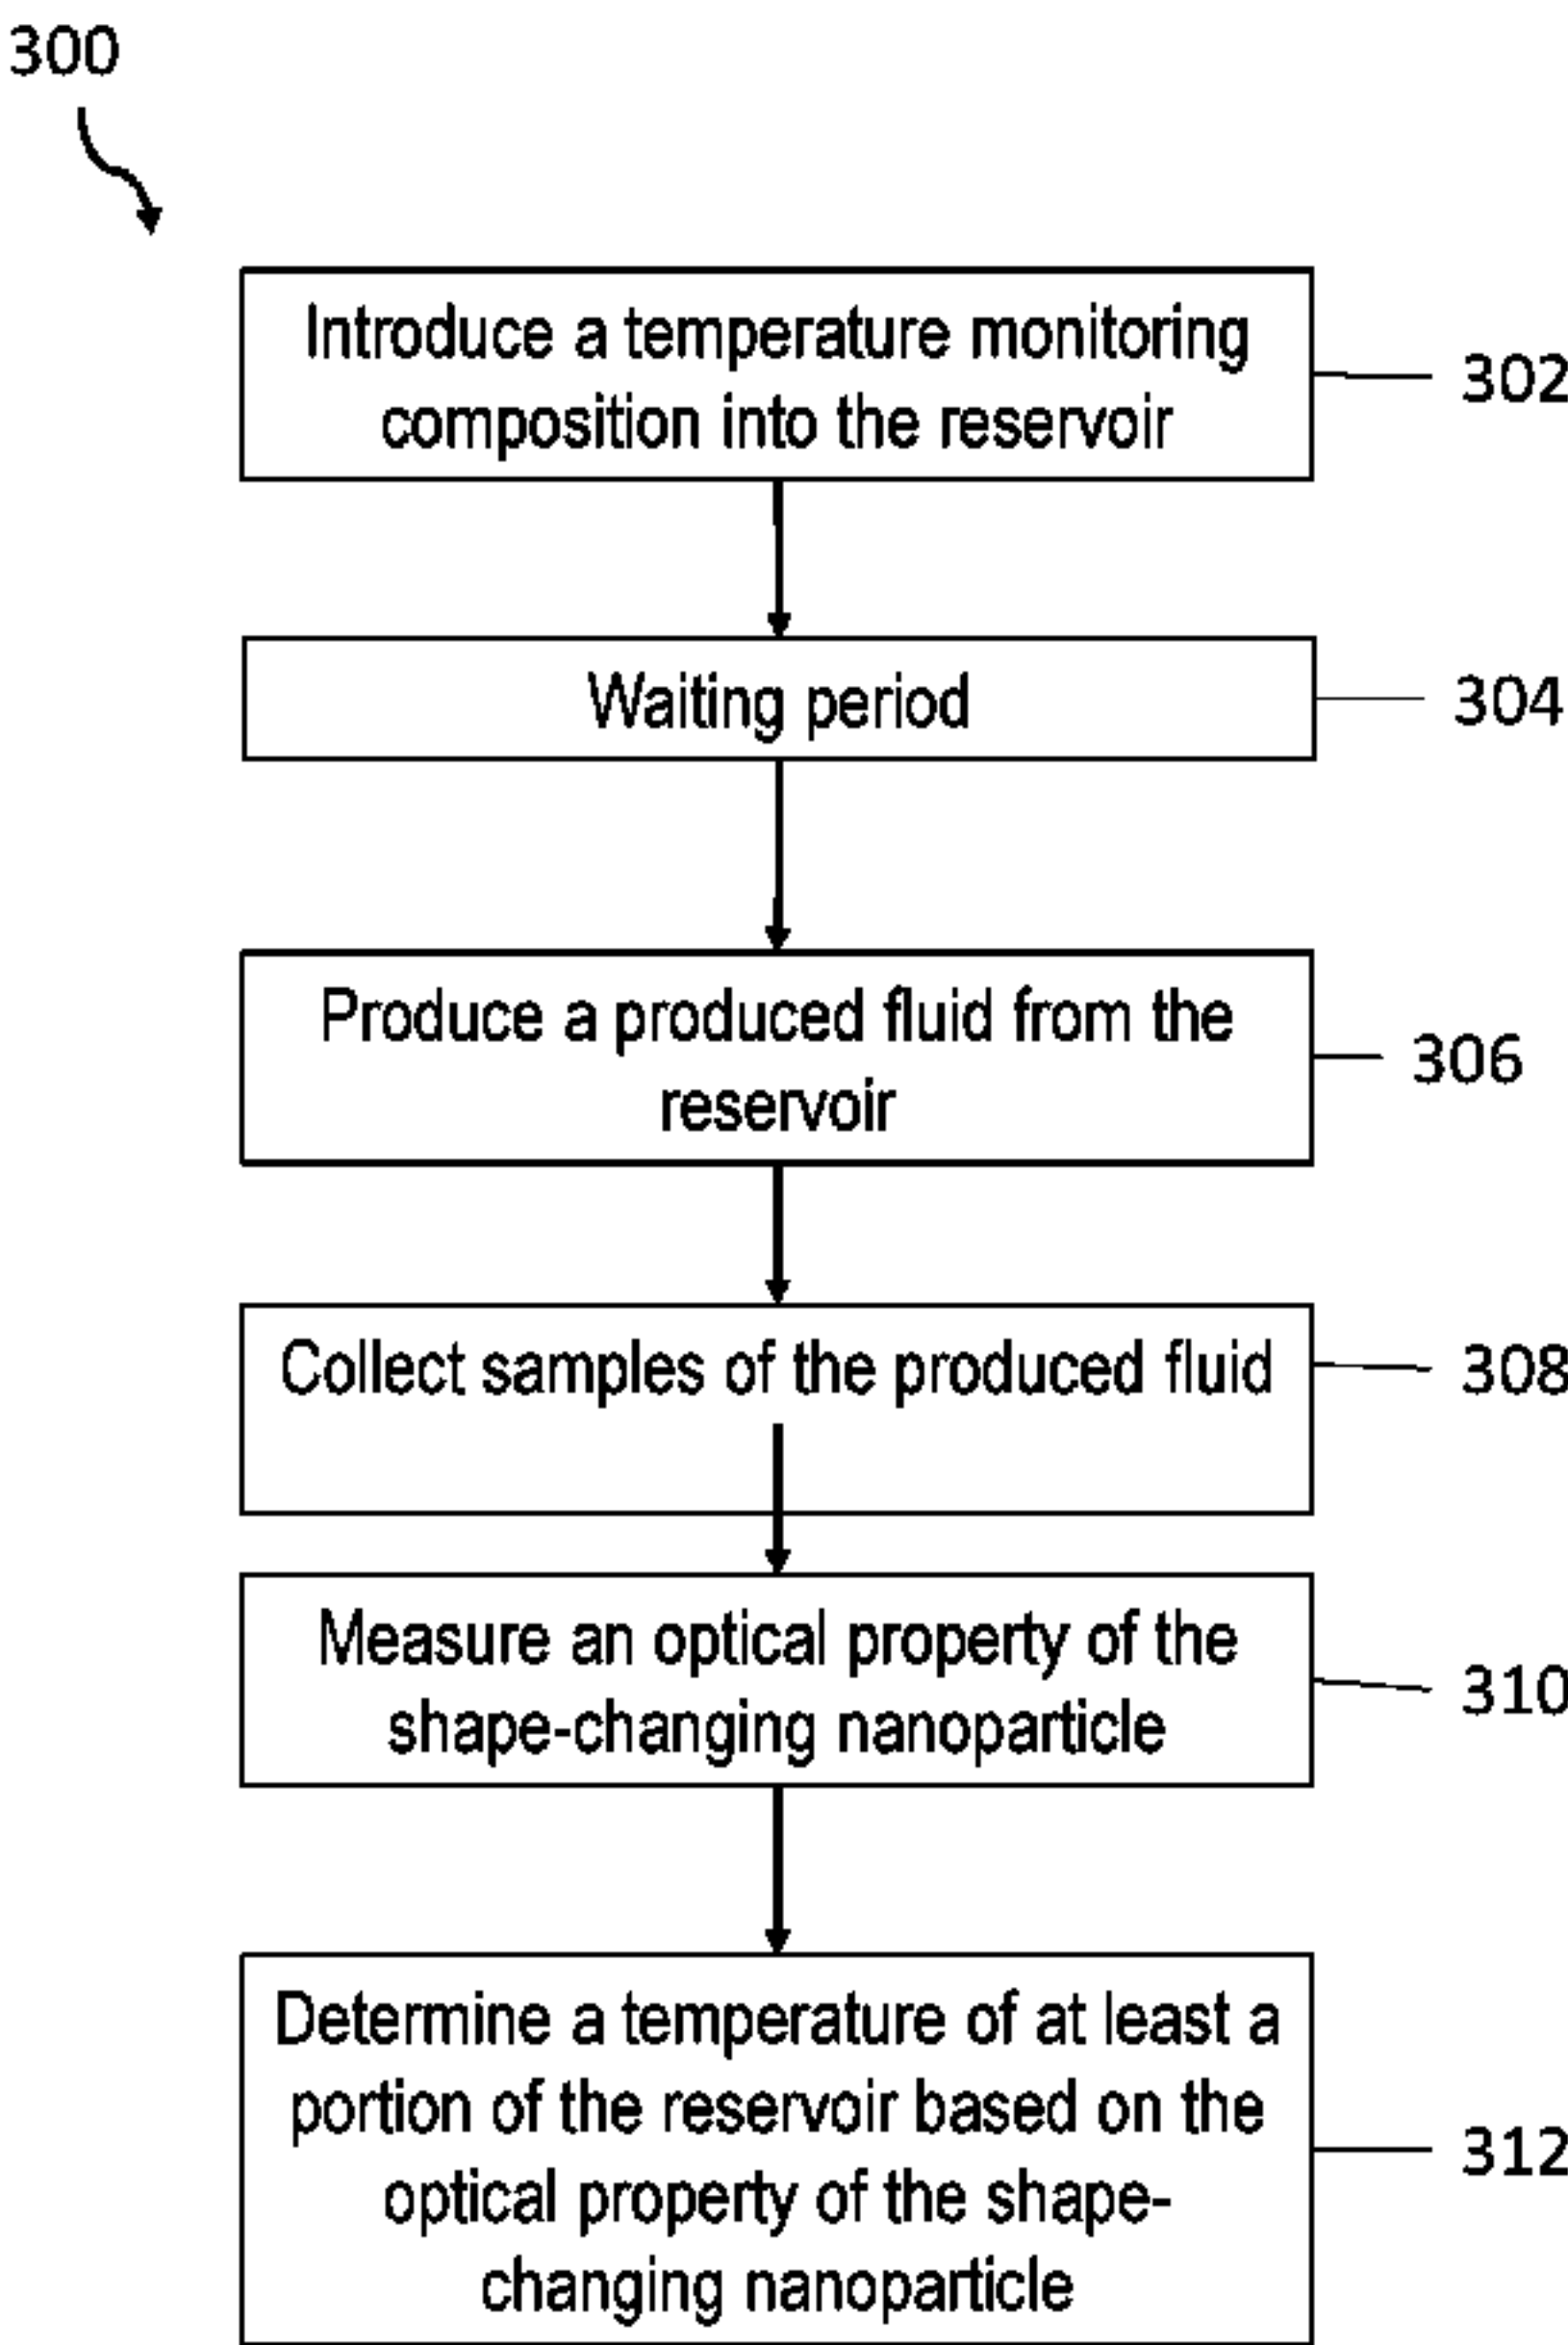 300
Introduce a temperature monitoring
composition into the reservoir
302
Waiting period
304
Produce a produced fluid from the
reservoir
306
Collect samples of the produced fluid
308
Measure an optical property of the
shape-changing nanoparticle
310
Determine a temperature of at least a
portion of the reservoir based on the
optical property of the shape-
changing nanoparticle
312